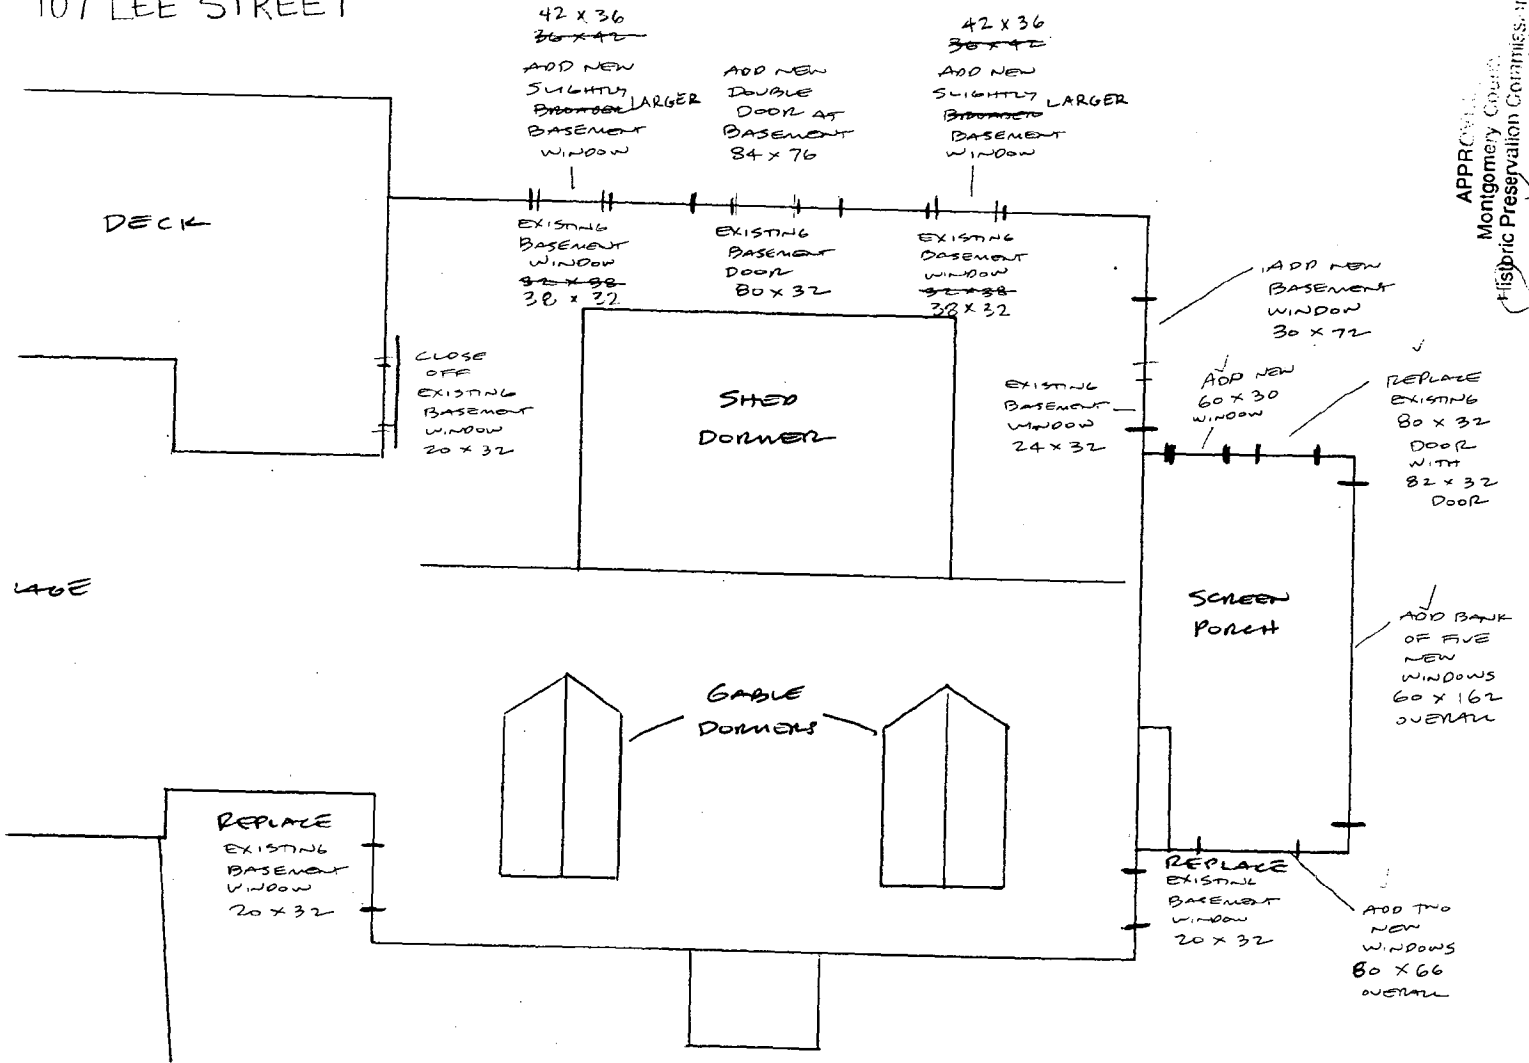 107 LEE STREET
42 x 36
36 x 42
ADD NEW
SLIGHTLY
BROADER LARGER
BASEMENT
WINDOW
ADD NEW
DOUBLE
DOOR AT
BASEMENT
84 x 76
42 x 36
36 x 42
ADD NEW
SLIGHTLY
BROADER LARGER
BASEMENT
WINDOW
APPROVED
Montgomery County
Historic Preservation Commission
DECK
EXISTING
BASEMENT
WINDOW
32 x 38
38 x 32
EXISTING
BASEMENT
DOOR
80 x 32
EXISTING
BASEMENT
WINDOW
32 x 38
38 x 32
ADD NEW
BASEMENT
WINDOW
30 x 72
CLOSE
OFF
EXISTING
BASEMENT
WINDOW
20 x 32
SHED
DORMER
EXISTING
BASEMENT
WINDOW
24 x 32
ADD NEW
60 x 30
WINDOW
REPLACE
EXISTING
80 x 32
DOOR
WITH
82 x 32
DOOR
LAGE
SCREEN
PORCH
ADD BANK
OF FIVE
NEW
WINDOWS
60 x 162
OVERALL
GABLE
DORMERS
REPLACE
EXISTING
BASEMENT
WINDOW
20 x 32
REPLACE
EXISTING
BASEMENT
WINDOW
20 x 32
ADD TWO
NEW
WINDOWS
80 x 66
OVERALL